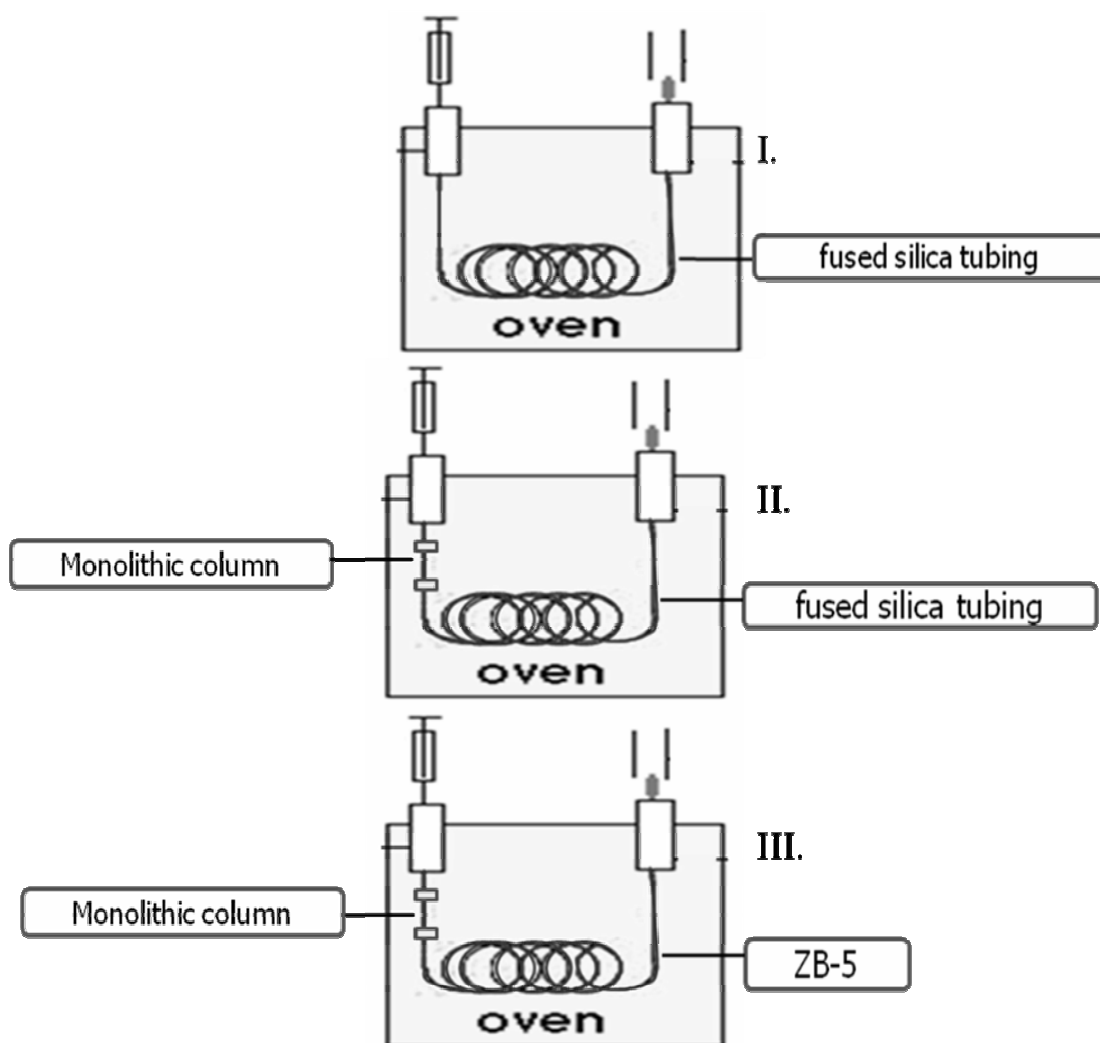 I.
fused silica tubing
oven
II.
Monolithic column
fused silica tubing
oven
III.
Monolithic column
ZB-5
oven